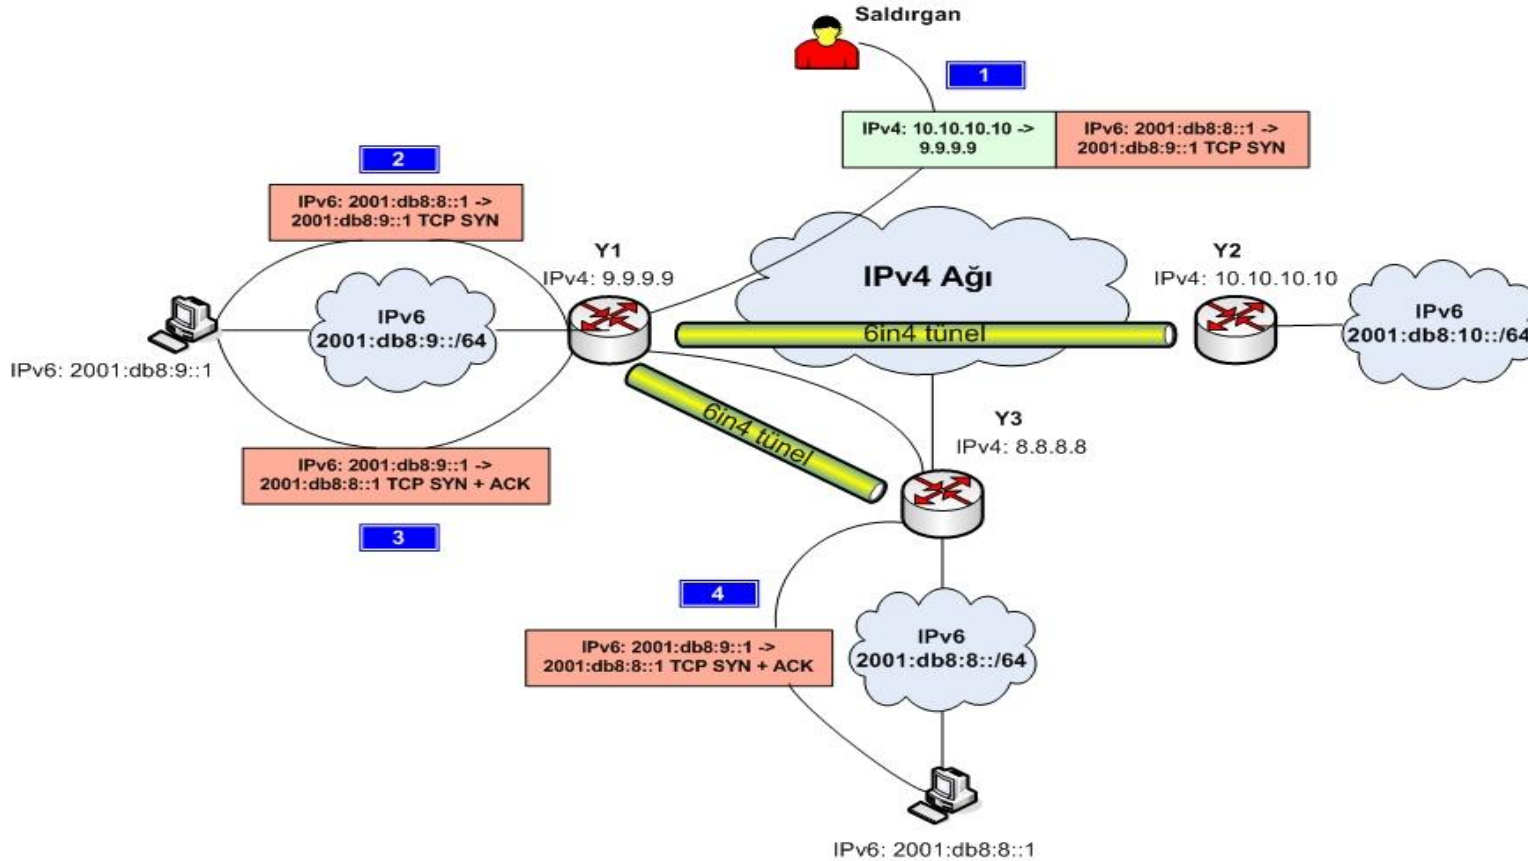 Saldırgan
1
IPv4: 10.10.10.10 ->
9.9.9.9
IPv6: 2001:db8:8::1 ->
2001:db8:9::1 TCP SYN
2
IPv6: 2001:db8:8::1 ->
2001:db8:9::1 TCP SYN
Y1
IPv4: 9.9.9.9
IPv4 Ağı
Y2
IPv4: 10.10.10.10
IPv6
2001:db8:9::/64
6in4 tünel
IPv6
2001:db8:10::/64
IPv6: 2001:db8:9::1
6in4 tünel
Y3
IPv4: 8.8.8.8
IPv6: 2001:db8:9::1 ->
2001:db8:8::1 TCP SYN + ACK
3
4
IPv6: 2001:db8:9::1 ->
2001:db8:8::1 TCP SYN + ACK
IPv6
2001:db8:8::/64
IPv6: 2001:db8:8::1